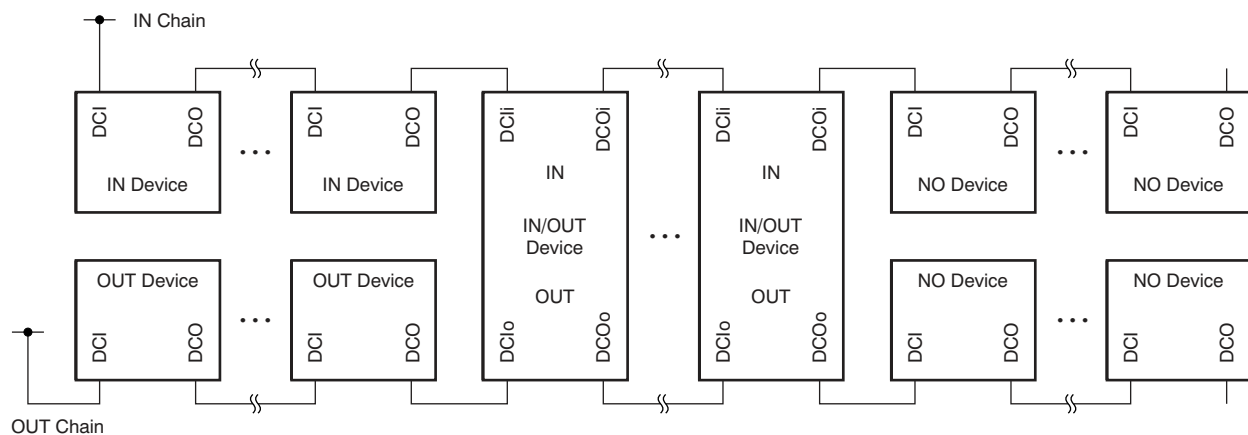 IN Chain
DCI
DCO
IN Device
DCI
DCO
IN Device
DCIi
DCOi
IN
IN/OUT
Device
OUT
DCIo
DCOo
DCIi
DCOi
IN
IN/OUT
Device
OUT
DCIo
DCOo
DCI
DCO
NO Device
DCI
DCO
NO Device
OUT Device
DCI
DCO
OUT Device
DCI
DCO
NO Device
DCI
DCO
NO Device
DCI
DCO
OUT Chain